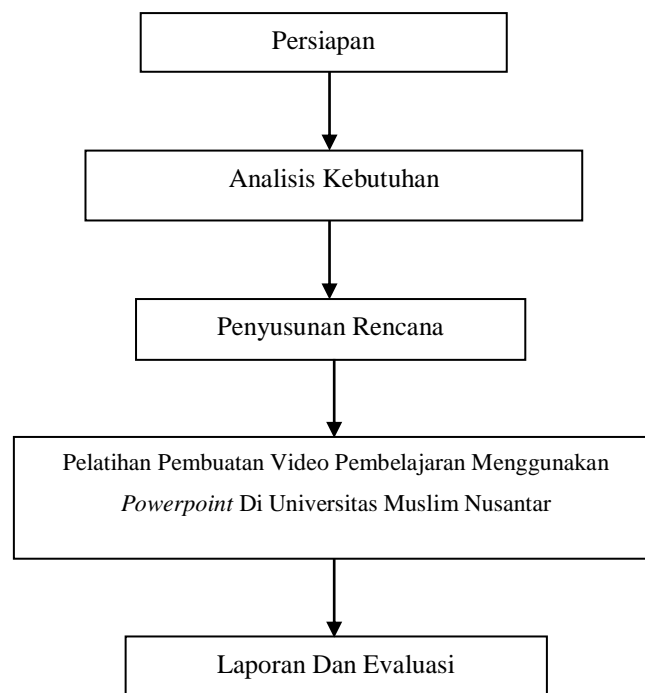 Persiapan
Analisis Kebutuhan
Penyusunan Rencana
Pelatihan Pembuatan Video Pembelajaran Menggunakan
Powerpoint Di Universitas Muslim Nusantar
Laporan Dan Evaluasi